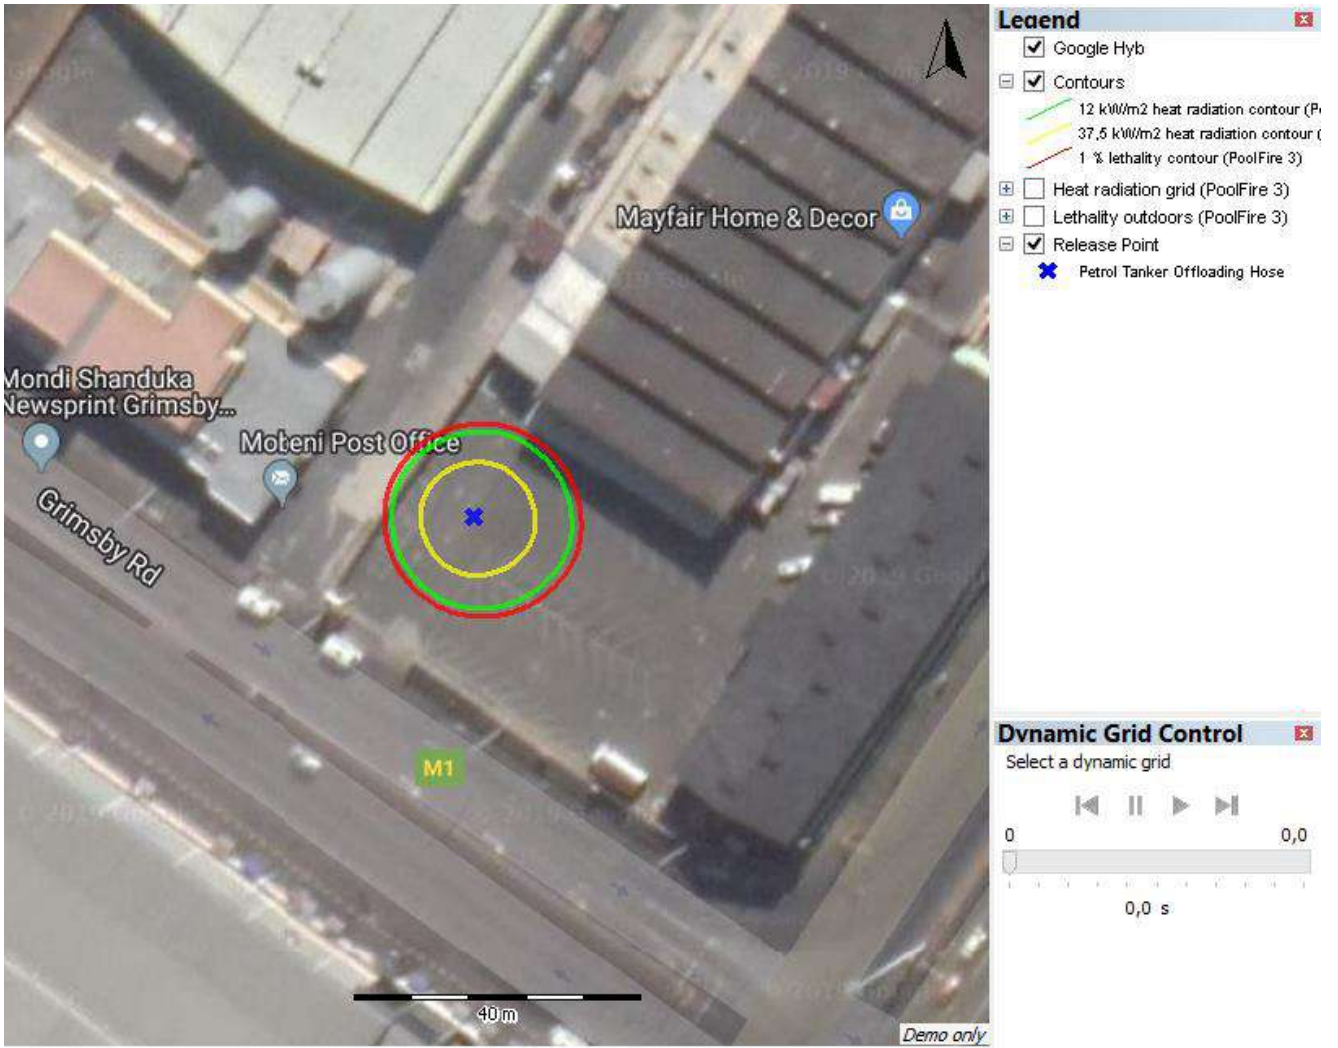 Legend
Google Hyb
Contours
12 kW/m2 heat radiation contour (P
37,5 kW/m2 heat radiation contour (
1 % lethality contour (PoolFire 3)
Heat radiation grid (PoolFire 3)
Lethality outdoors (PoolFire 3)
Release Point
Petrol Tanker Offloading Hose
Mayfair Home & Decor
Mondi Shanduka
Newsprint Grimsby...
Mobeni Post Office
Grimsby Rd
M1
40 m
Demo only
Dynamic Grid Control
Select a dynamic grid
0 0,0
0,0 s